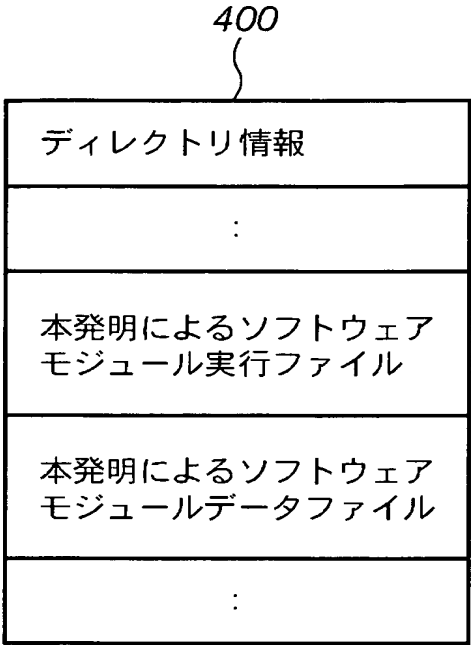 400
ディレクトリ情報
:
本発明によるソフトウェア
モジュール実行ファイル
本発明によるソフトウェア
モジュールデータファイル
: